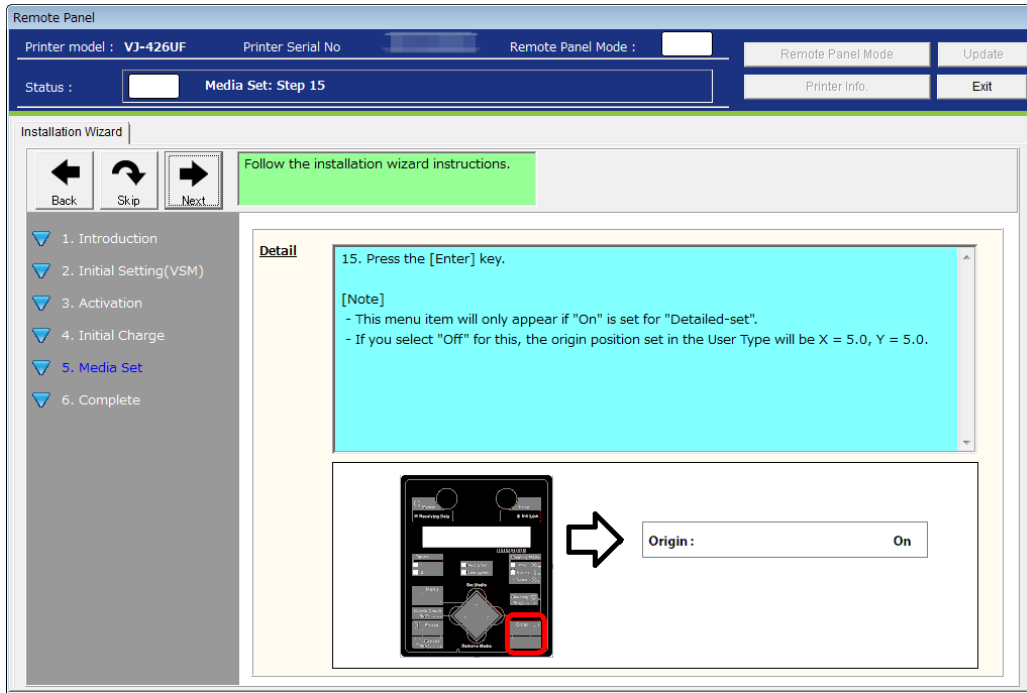 Remote Panel
Printer model : VJ-426UF Printer Serial No Remote Panel Mode :
Remote Panel Mode Update
Status : Media Set: Step 15
Printer Info. Exit
Installation Wizard
Back Skip Next
Follow the installation wizard instructions.
1. Introduction
2. Initial Setting(VSM)
3. Activation
4. Initial Charge
5. Media Set
6. Complete
Detail
15. Press the [Enter] key.
[Note]
- This menu item will only appear if "On" is set for "Detailed-set".
- If you select "Off" for this, the origin position set in the User Type will be X = 5.0, Y = 5.0.
Origin : On